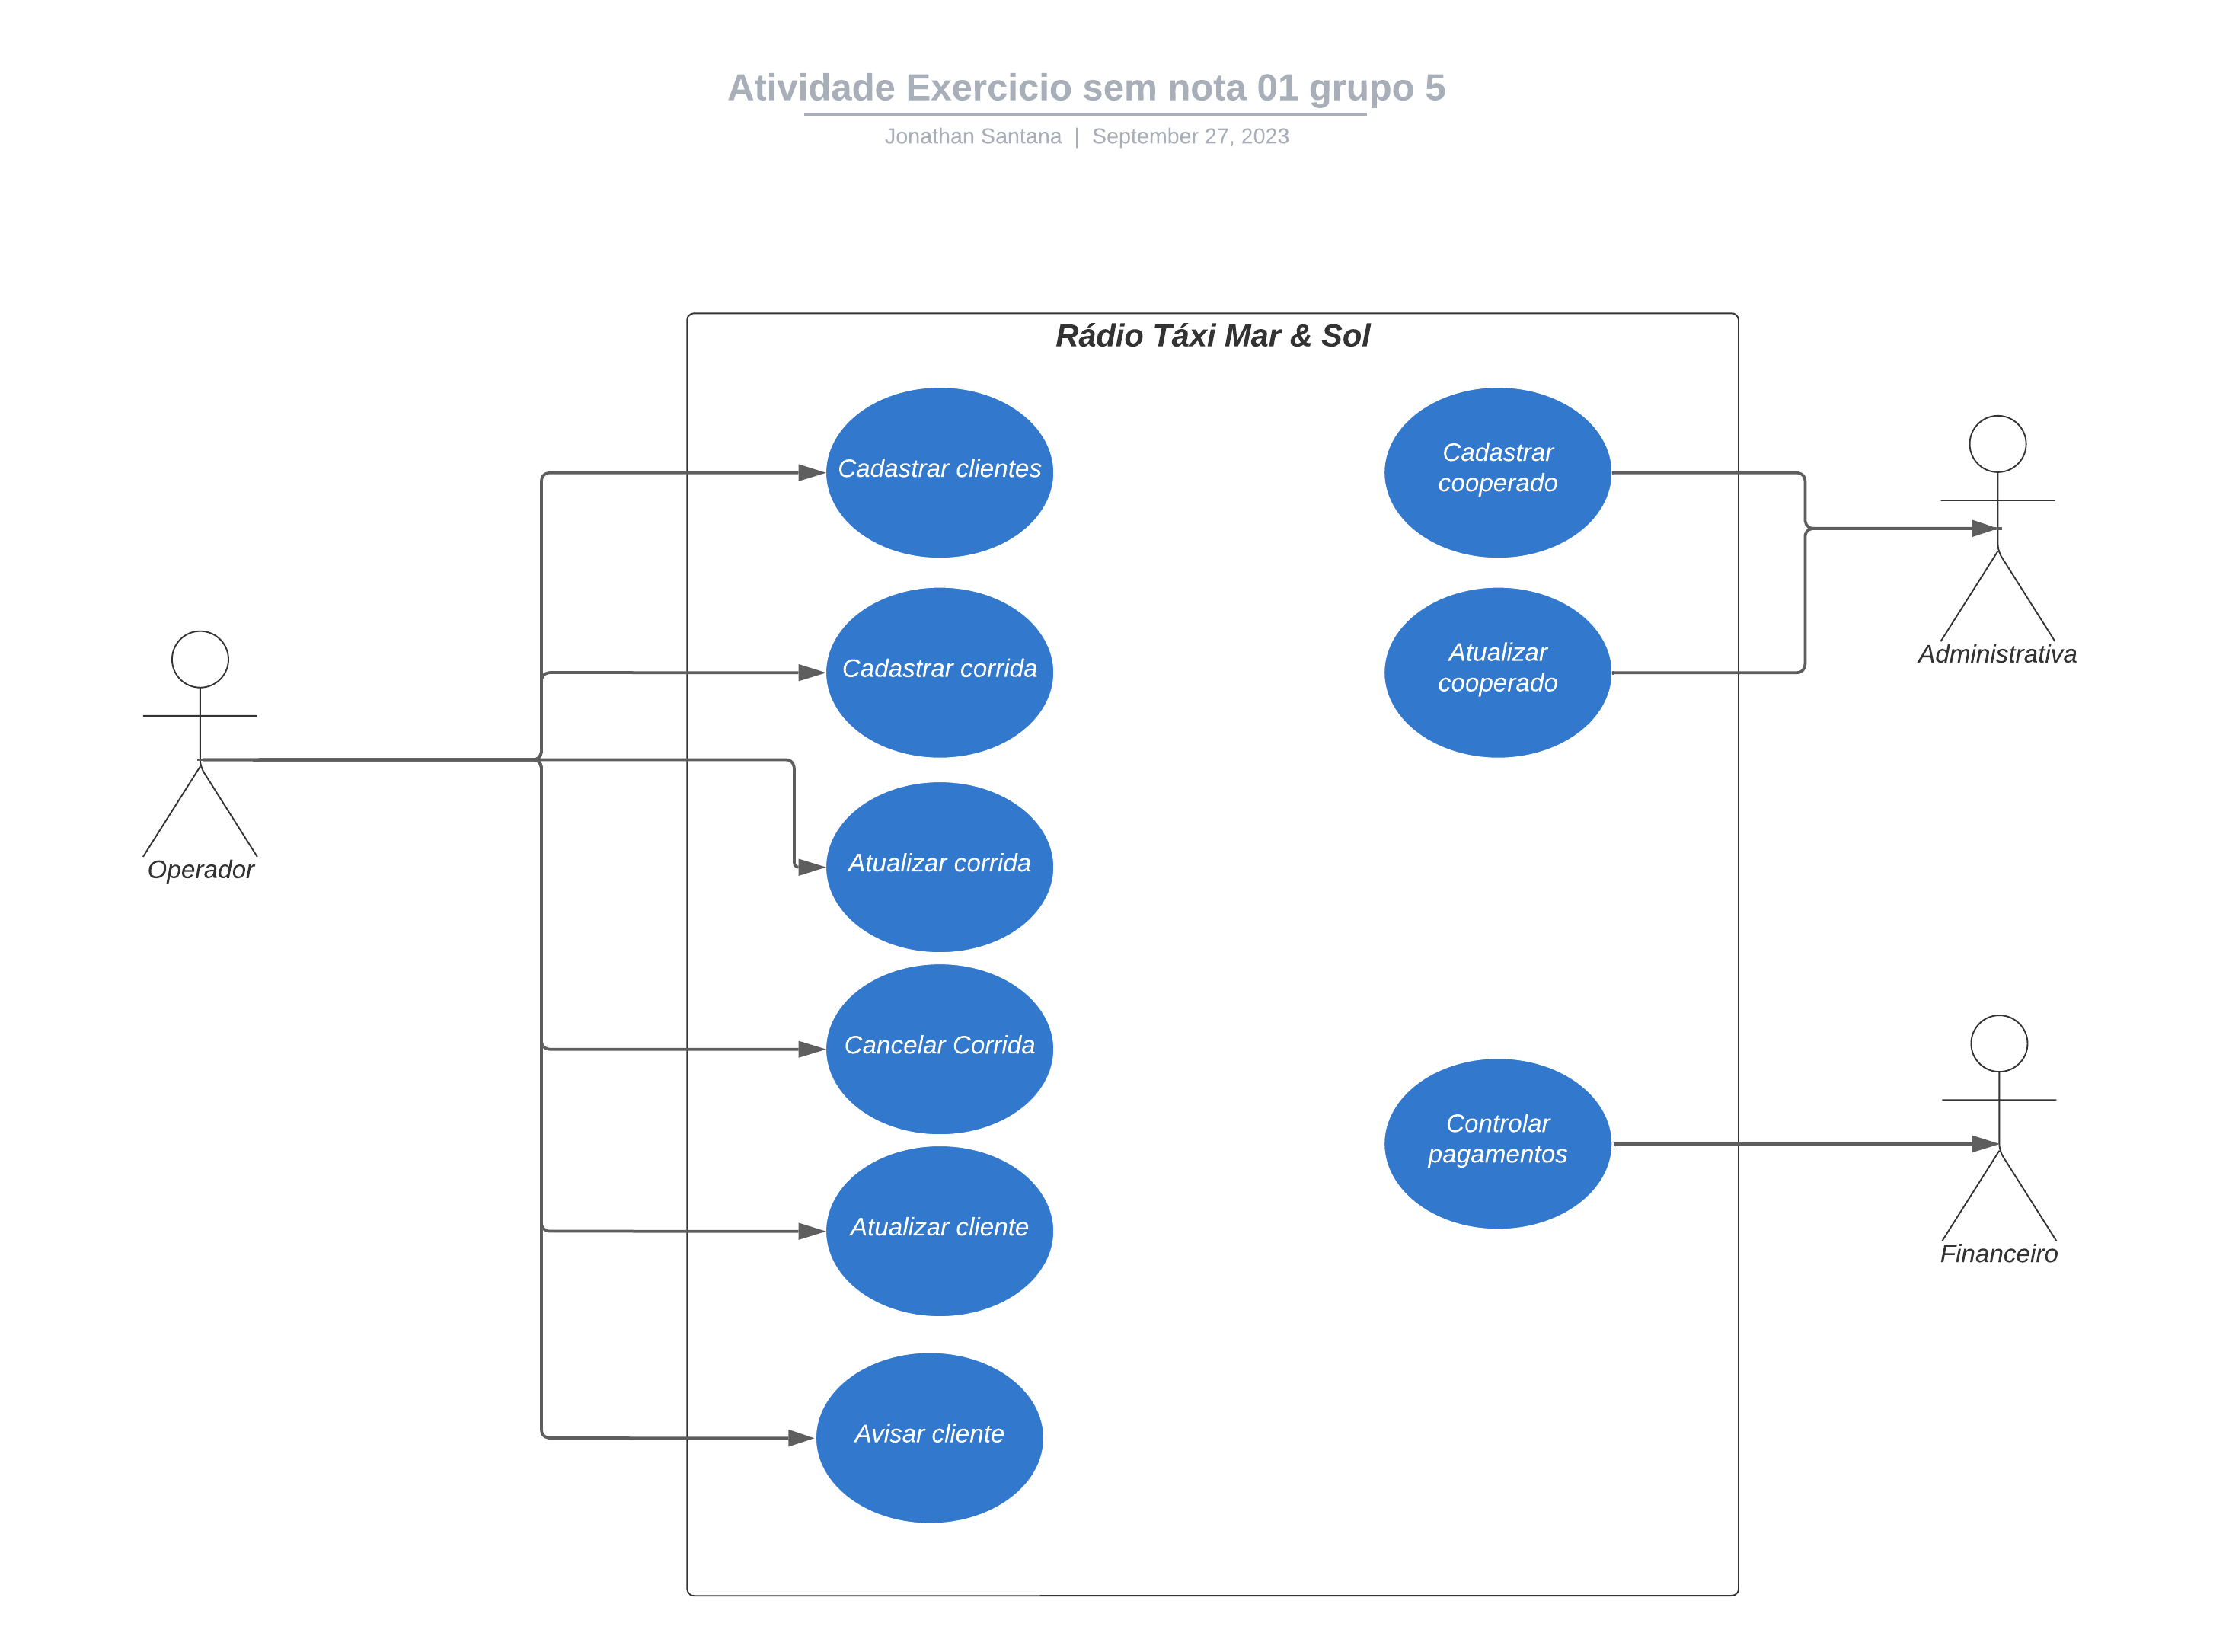 Atividade Exercicio sem nota 01 grupo 5
Jonathan Santana | September 27, 2023
Rádio Táxi Mar & Sol
Cadastrar clientes
Cadastrar corrida
Atualizar corrida
Cancelar Corrida
Atualizar cliente
Avisar cliente
Cadastrar
cooperado
Atualizar
cooperado
Controlar
pagamentos
Operador
Administrativa
Financeiro